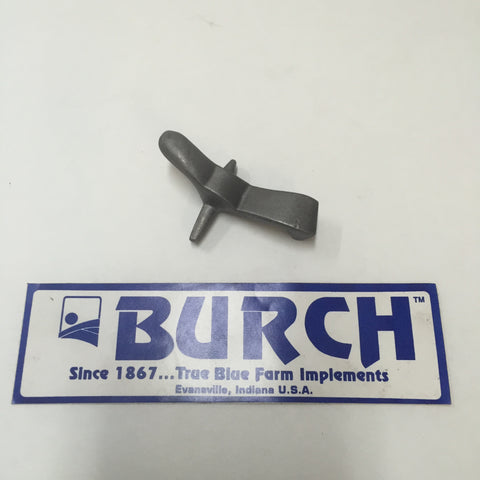 BURCH™
Since 1867...True Blue Farm Implements
Evansville, Indiana U.S.A.